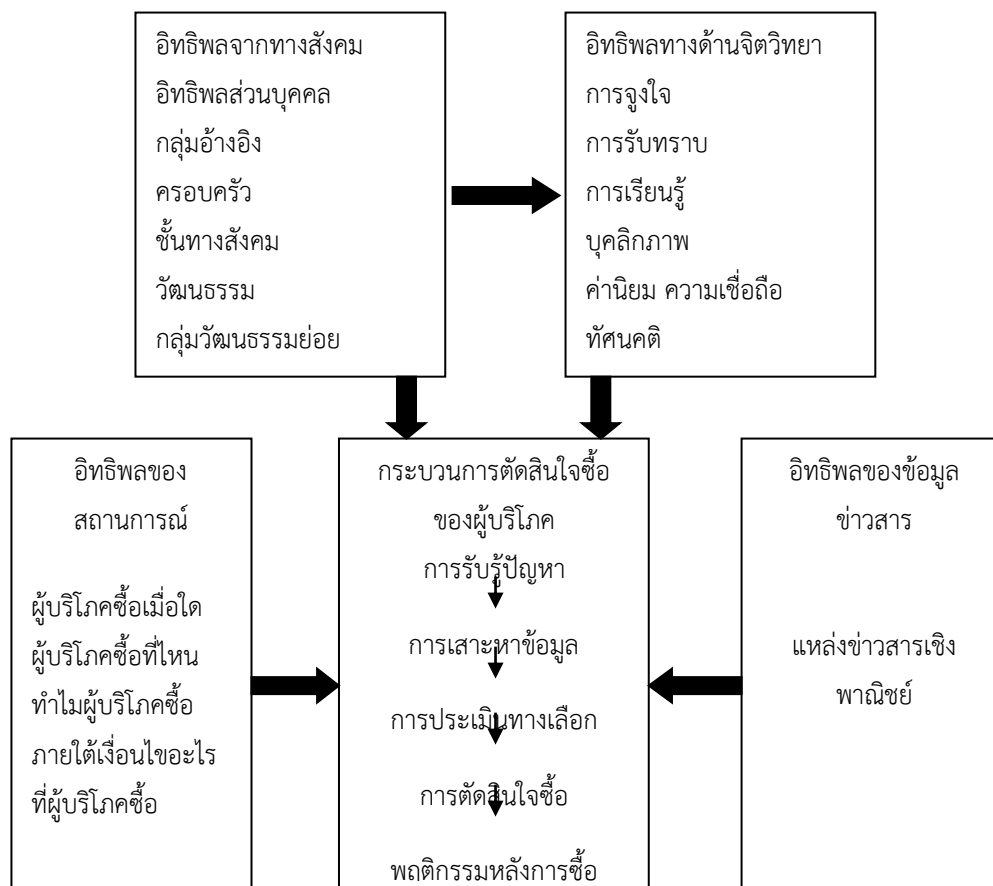 อิทธิพลจากทางสังคม
อิทธิพลส่วนบุคคล
กลุ่มอ้างอิง
ครอบครัว
ชั้นทางสังคม
วัฒนธรรม
กลุ่มวัฒนธรรมย่อย
อิทธิพลทางด้านจิตวิทยา
การจูงใจ
การรับทราบ
การเรียนรู้
บุคลิกภาพ
ค่านิยม ความเชื่อถือ
ทัศนคติ
อิทธิพลของ
สถานการณ์
ผู้บริโภคซื้อเมื่อใด
ผู้บริโภคซื้อที่ไหน
ทำไมผู้บริโภคซื้อ
ภายใต้เงื่อนไขอะไร
ที่ผู้บริโภคซื้อ
กระบวนการตัดสินใจซื้อ
ของผู้บริโภค
การรับรู้ปัญหา
การเสาะหาข้อมูล
การประเมินทางเลือก
การตัดสินใจซื้อ
พฤติกรรมหลังการซื้อ
อิทธิพลของข้อมูล
ข่าวสาร
แหล่งข่าวสารเชิง
พาณิชย์